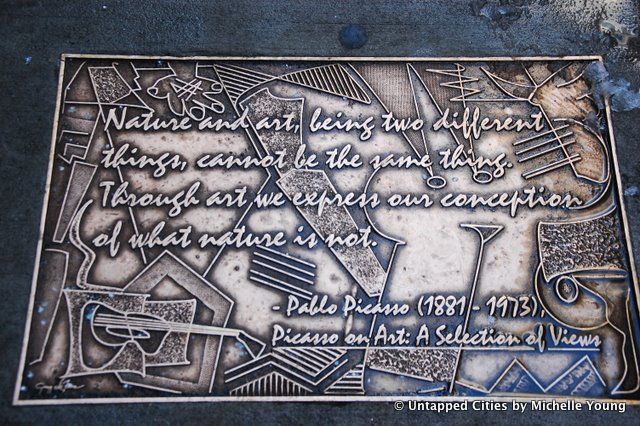 Nature and art, being two different
things, cannot be the same thing.
Through art we express our conception
of what nature is not.
- Pablo Picasso (1881 - 1973),
Picasso on Art: A Selection of Views
© Untapped Cities by Michelle Young